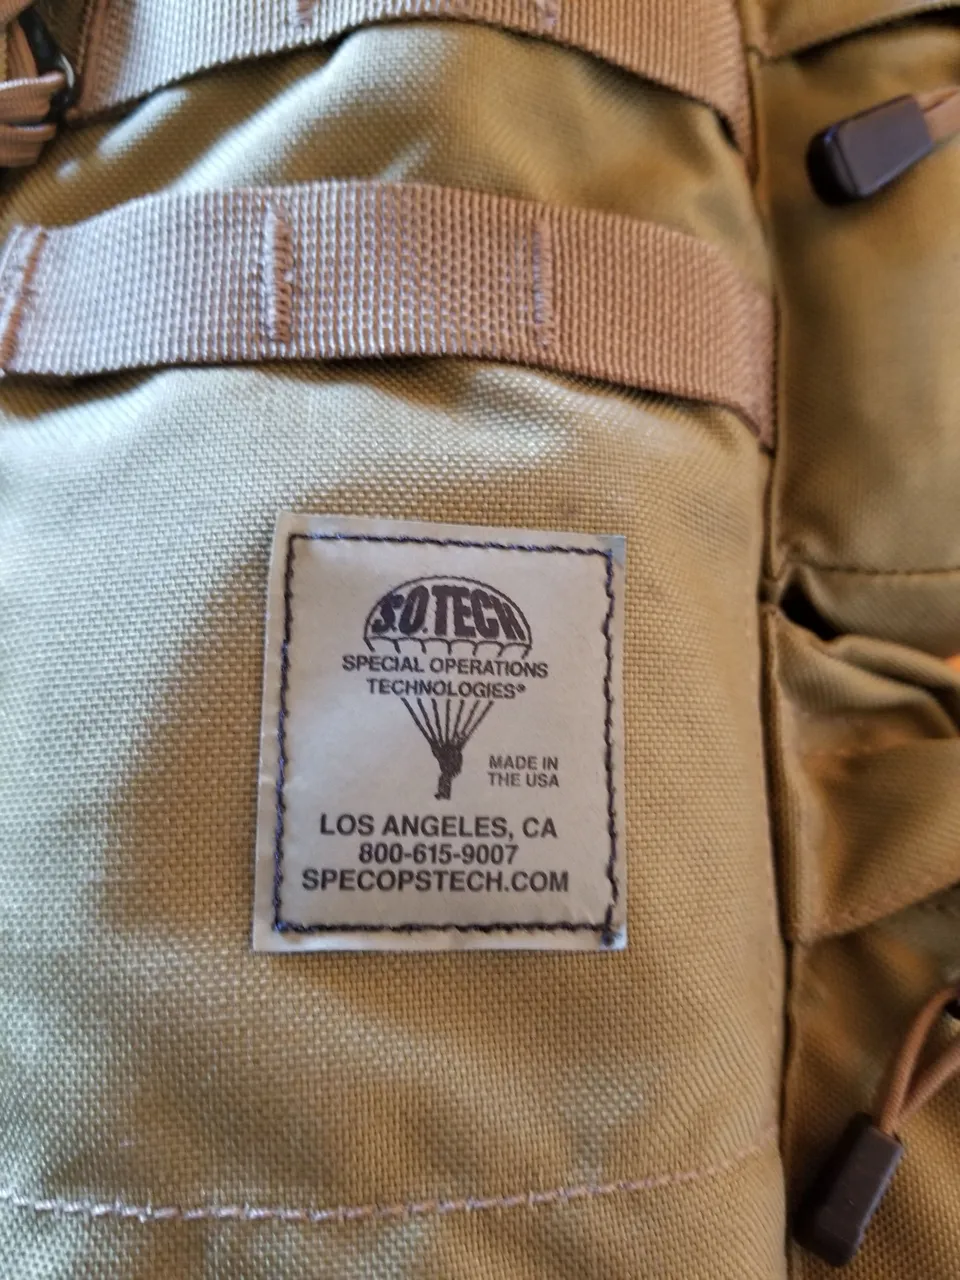 S.O.TECH
SPECIAL OPERATIONS
TECHNOLOGIES®
MADE IN
THE USA
LOS ANGELES, CA
800-615-9007
SPECOPSTECH.COM